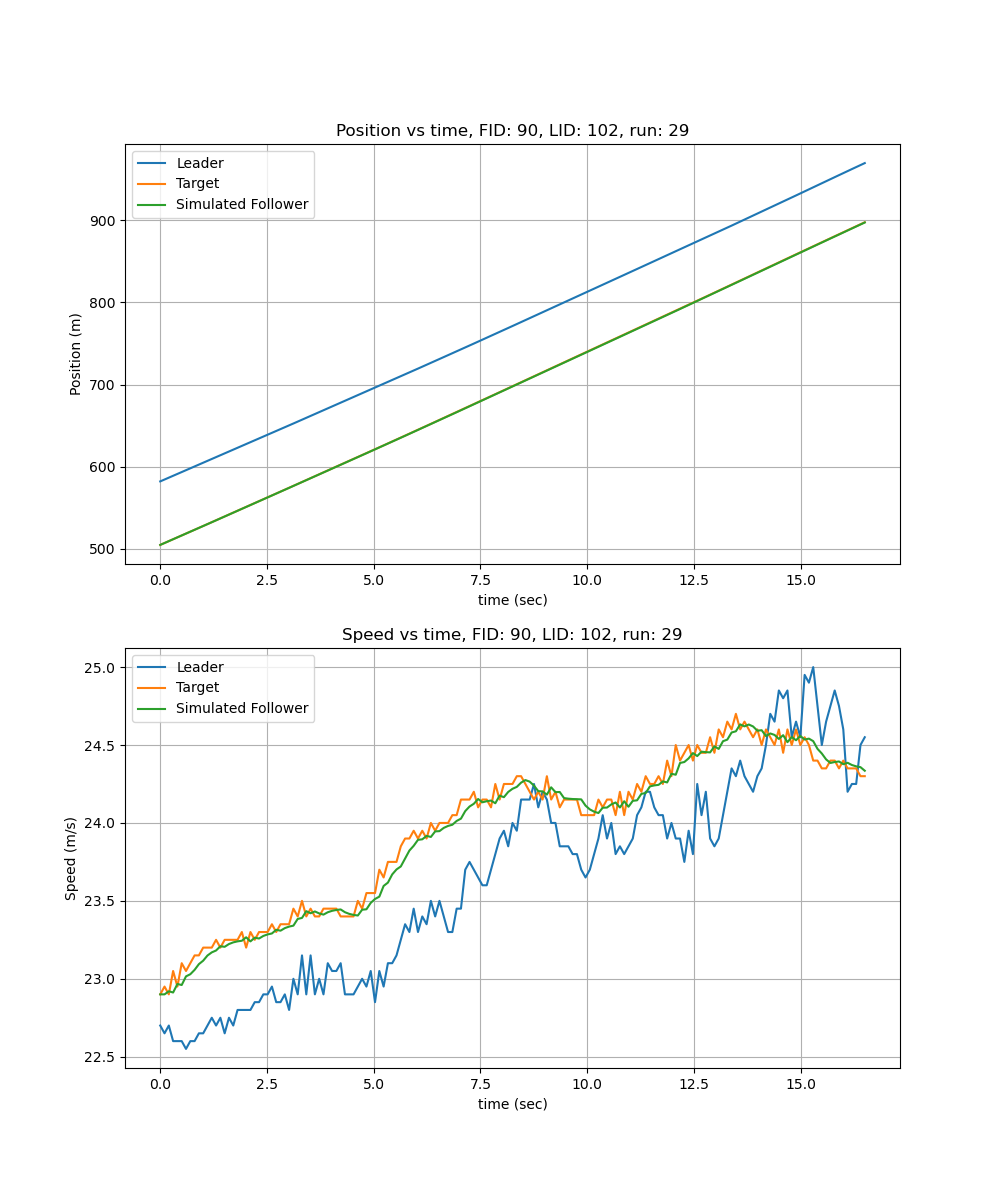 Position vs time, FID: 90, LID: 102, run: 29
Leader
Target
Simulated Follower
900
800
700
600
500
Position (m)
0.0 2.5 5.0 7.5 10.0 12.5 15.0
time (sec)
Speed vs time, FID: 90, LID: 102, run: 29
Leader
Target
Simulated Follower
25.0
24.5
24.0
23.5
23.0
22.5
Speed (m/s)
0.0 2.5 5.0 7.5 10.0 12.5 15.0
time (sec)